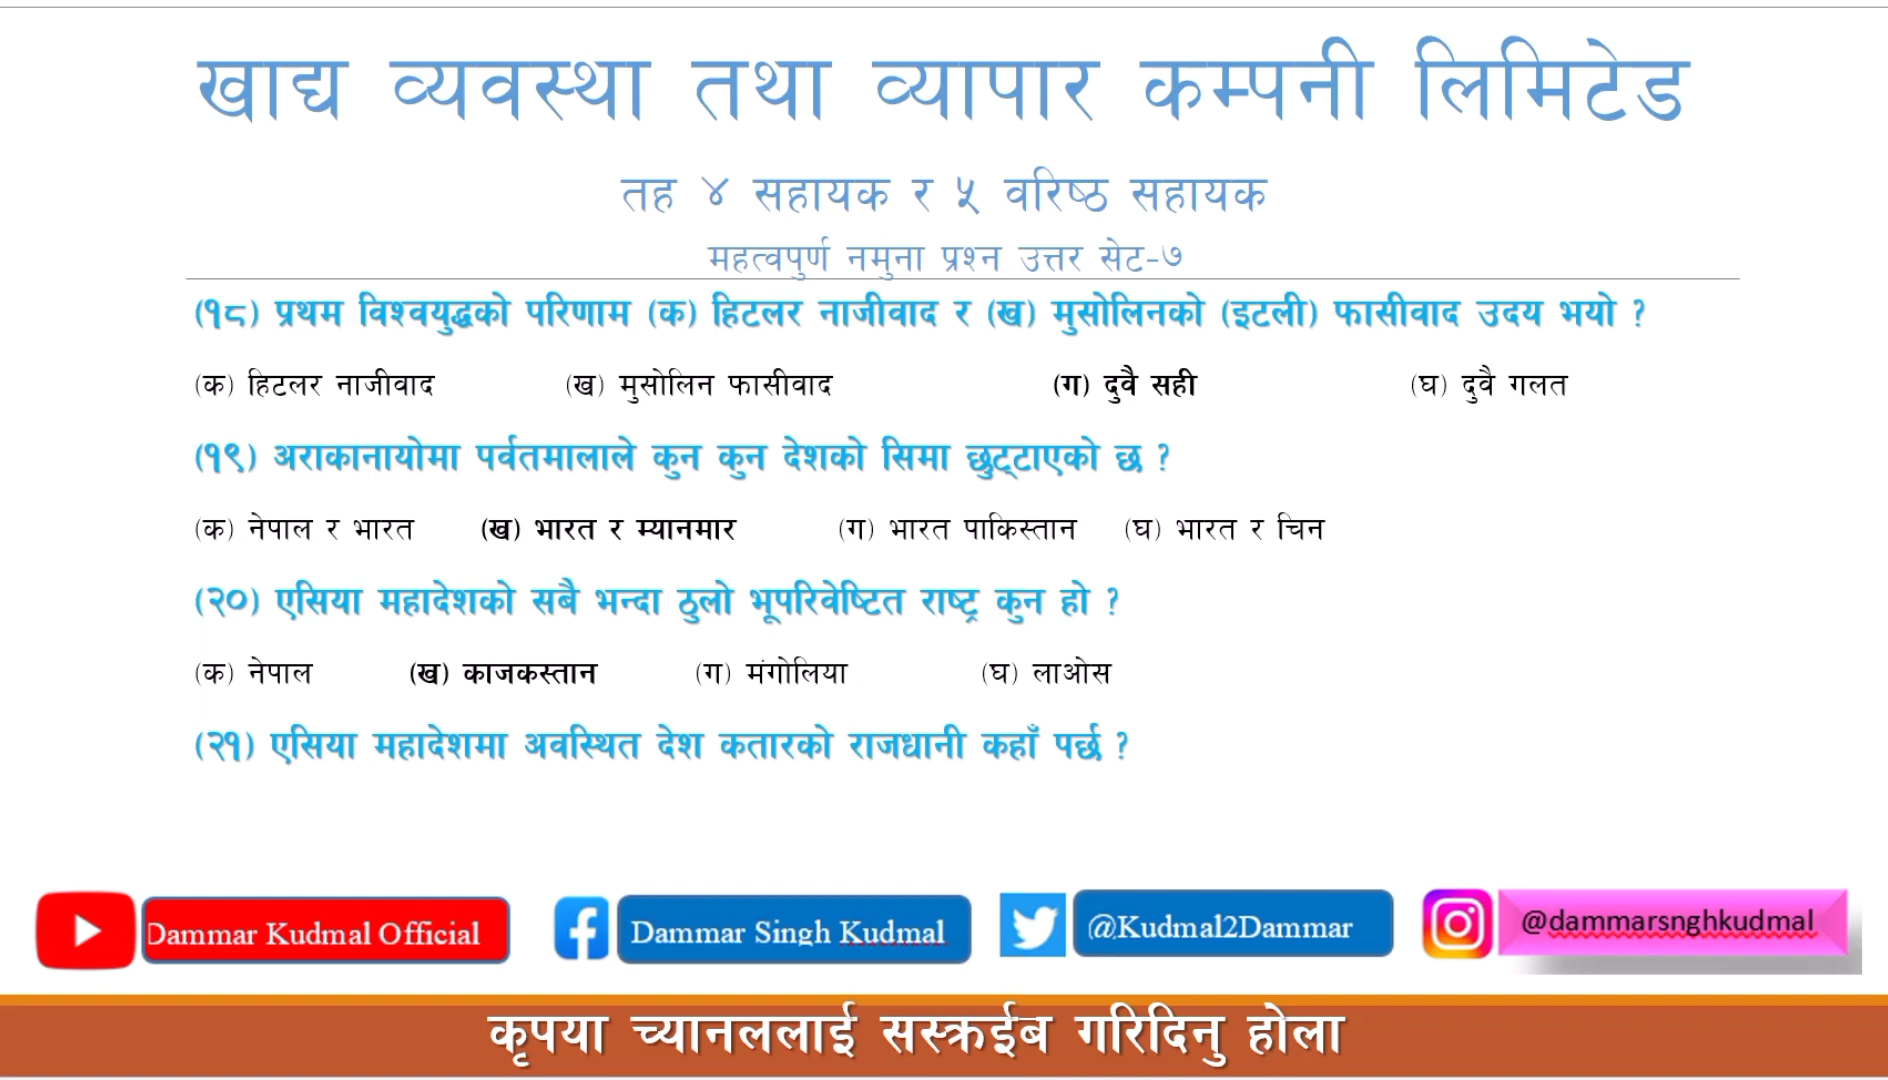 खाद्य व्यवस्था तथा व्यापार कम्पनी लिमिटेड
तह ४ सहायक र ५ वरिष्ठ सहायक
महत्वपुर्ण नमुना प्रश्न उत्तर सेट-७
(१८) प्रथम विश्वयुद्धको परिणाम (क) हिटलर नाजीवाद र (ख) मुसोलिनको (इटली) फासीवाद उदय भयो ?
(क) हिटलर नाजीवाद (ख) मुसोलिन फासीवाद (ग) दुवै सही (घ) दुवै गलत
(१९) अराकानायोमा पर्वतमालाले कुन कुन देशको सिमा छुट्टाएको छ ?
(क) नेपाल र भारत (ख) भारत र म्यानमार (ग) भारत पाकिस्तान (घ) भारत र चिन
(२०) एसिया महादेशको सबै भन्दा ठुलो भूपरिवेष्टित राष्ट्र कुन हो ?
(क) नेपाल (ख) काजकस्तान (ग) मंगोलिया (घ) लाओस
(२१) एसिया महादेशमा अवस्थित देश कतारको राजधानी कहाँ पर्छ ?
Dammar Kudmal Official Dammar Singh Kudmal @Kudmal2Dammar @dammarsnghkudmal
कृपया च्यानललाई सस्क्रईब गरिदिनु होला